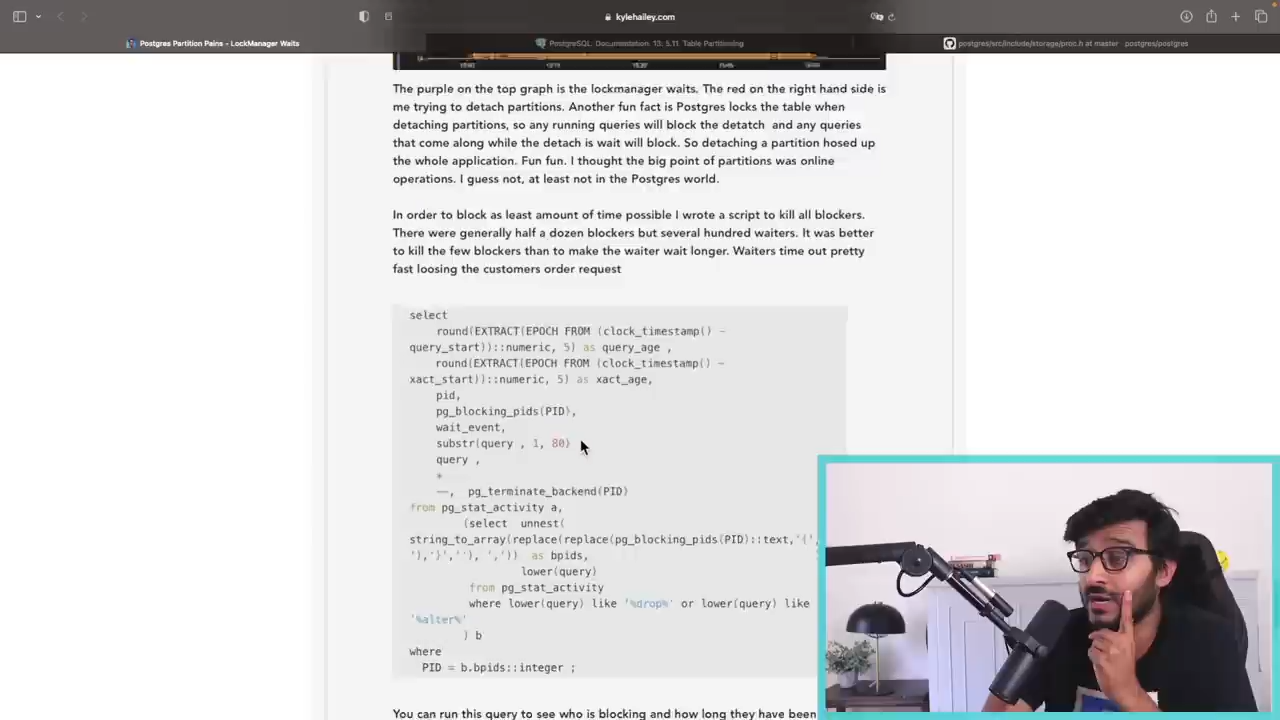 kylehailey.com
Postgres Partition Pains - LockManager Waits
PostgreSQL: Documentation: 13: 5.11. Table Partitioning
postgres/src/include/storage/proc.h at master · postgres/postgres
The purple on the top graph is the lockmanager waits. The red on the right hand side is
me trying to detach partitions. Another fun fact is Postgres locks the table when
detaching partitions, so any running queries will block the detatch  and any queries
that come along while the detach is wait will block. So detaching a partition hosed up
the whole application. Fun fun. I thought the big point of partitions was online
operations. I guess not, at least not in the Postgres world.
In order to block as least amount of time possible I wrote a script to kill all blockers.
There were generally half a dozen blockers but several hundred waiters. It was better
to kill the few blockers than to make the waiter wait longer. Waiters time out pretty
fast loosing the customers order request
select
round(EXTRACT(EPOCH FROM (clock_timestamp() -
query_start))::numeric, 5) as query_age ,
round(EXTRACT(EPOCH FROM (clock_timestamp() -
xact_start))::numeric, 5) as xact_age,
pid,
pg_blocking_pids(PID),
wait_event,
substr(query , 1, 80)
query ,
*
--,  pg_terminate_backend(PID)
from pg_stat_activity a,
(select  unnest(
string_to_array(replace(replace(pg_blocking_pids(PID)::text,'{','
'),'}',''), ','))  as bpids,
lower(query)
from pg_stat_activity
where lower(query) like '%drop%' or lower(query) like
'%alter%'
) b
where
PID = b.bpids::integer ;
You can run this query to see who is blocking and how long they have been